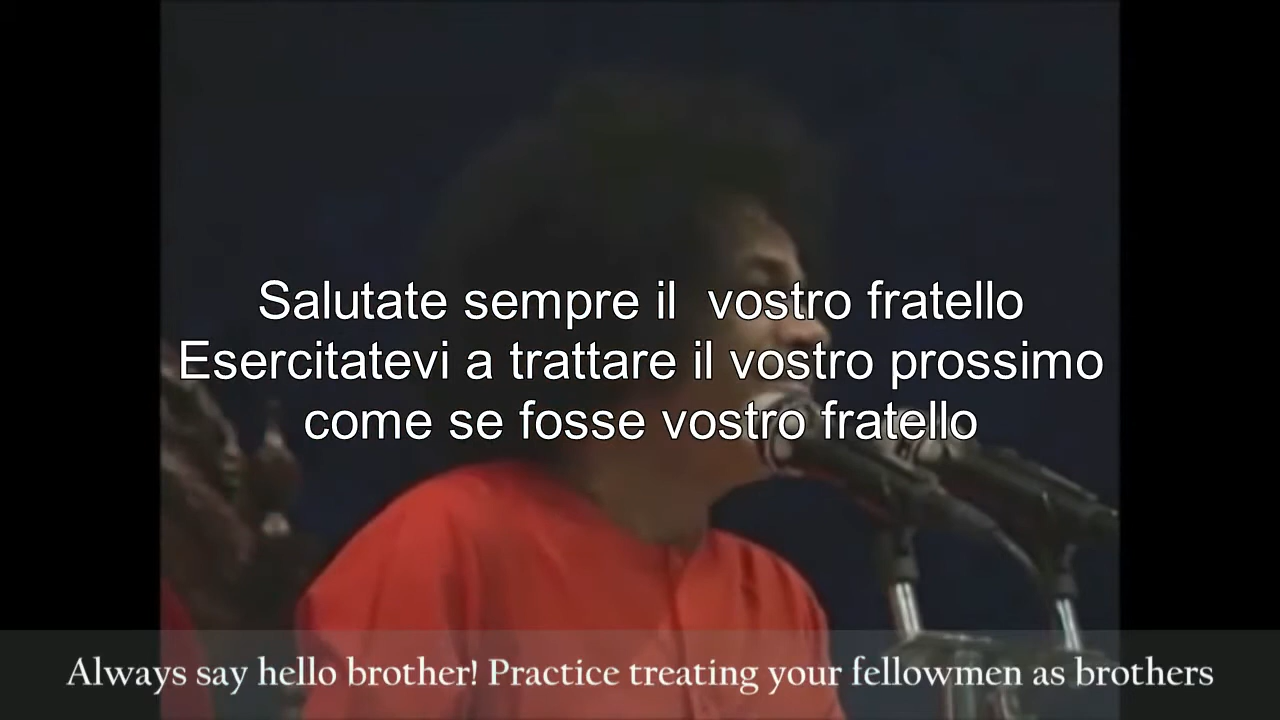 Salutate sempre il  vostro fratello
Esercitatevi a trattare il vostro prossimo
come se fosse vostro fratello
Always say hello brother! Practice treating your fellowmen as brothers